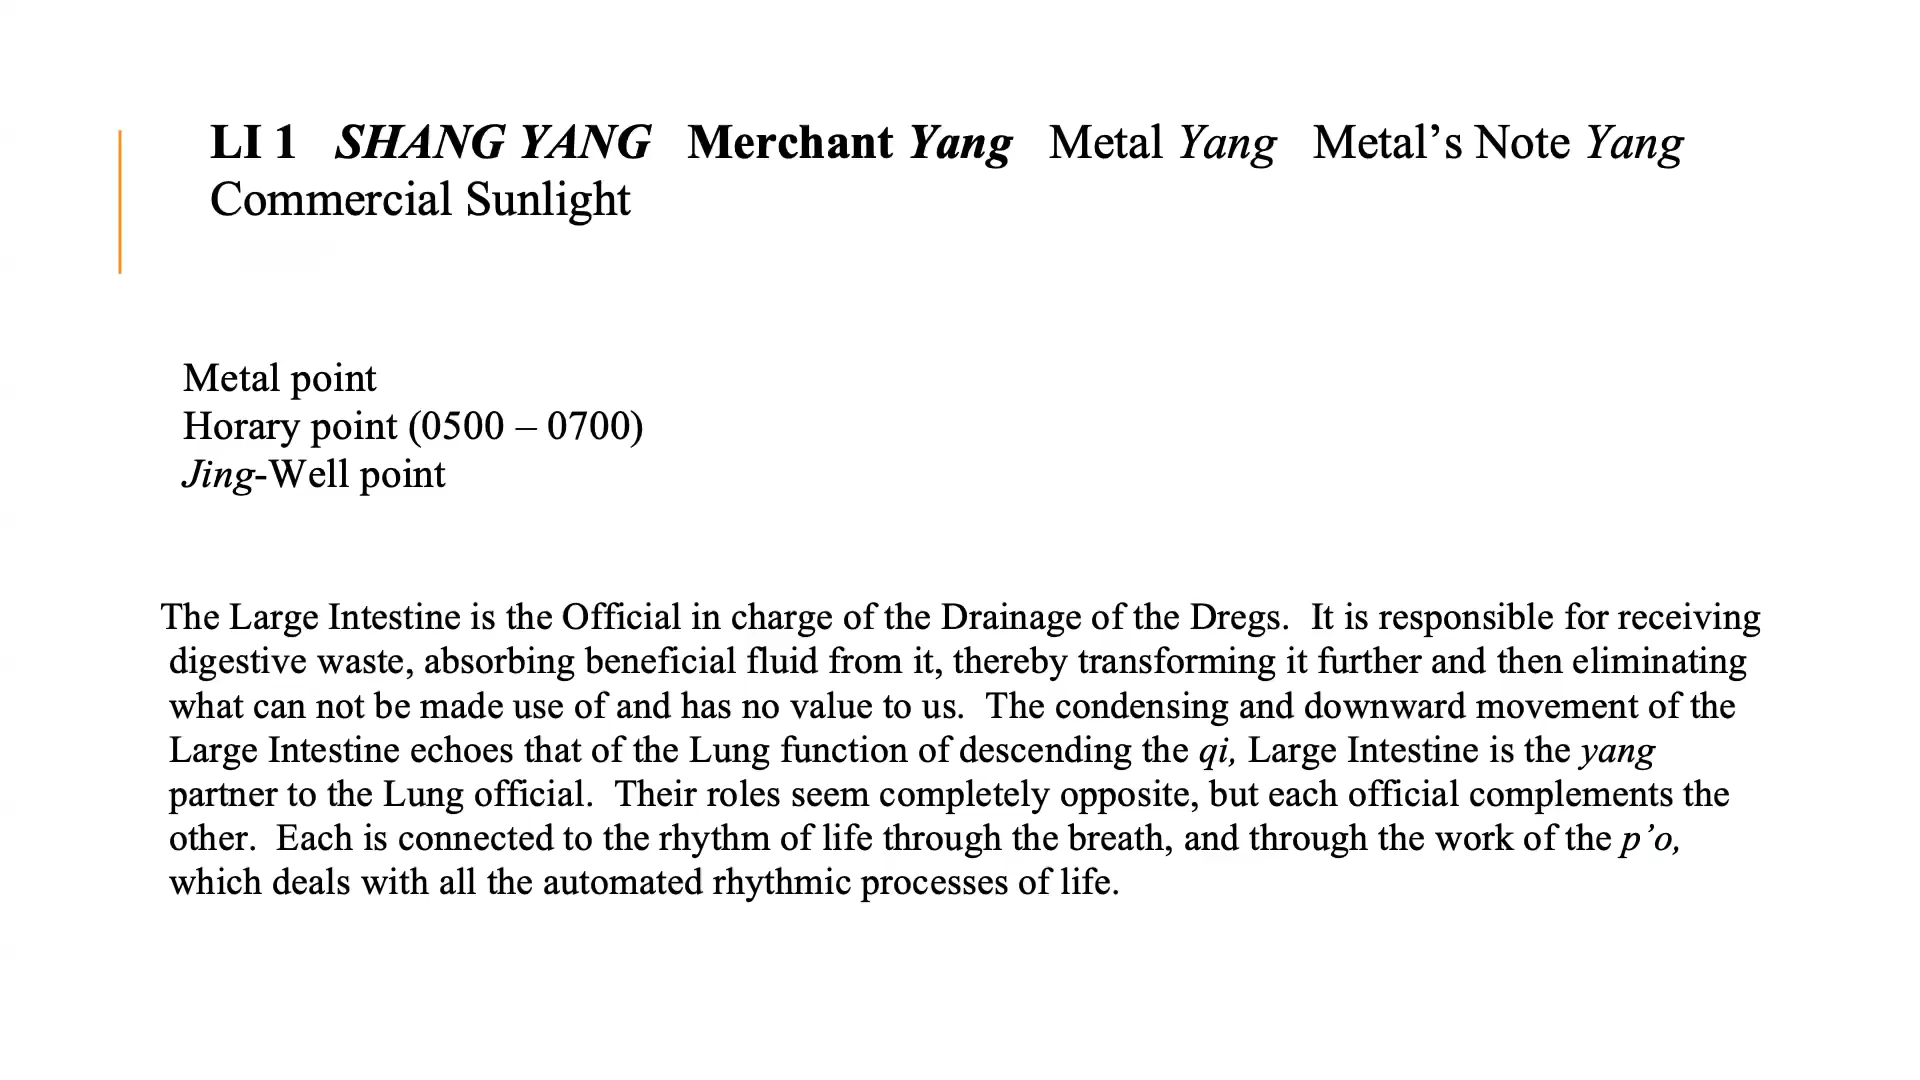 LI 1 SHANG YANG Merchant Yang Metal Yang Metal’s Note Yang
Commercial Sunlight
Metal point
Horary point (0500 – 0700)
Jing-Well point
The Large Intestine is the Official in charge of the Drainage of the Dregs. It is responsible for receiving
digestive waste, absorbing beneficial fluid from it, thereby transforming it further and then eliminating
what can not be made use of and has no value to us. The condensing and downward movement of the
Large Intestine echoes that of the Lung function of descending the qi, Large Intestine is the yang
partner to the Lung official. Their roles seem completely opposite, but each official complements the
other. Each is connected to the rhythm of life through the breath, and through the work of the p’o,
which deals with all the automated rhythmic processes of life.